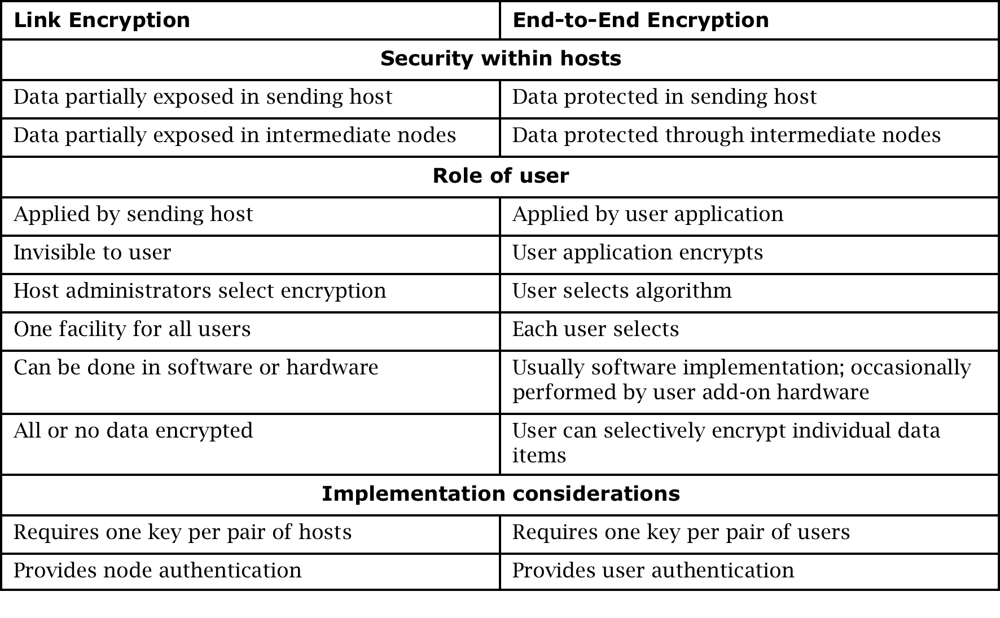 Link Encryption
End-to-End Encryption
Security within hosts
Data partially exposed in sending host
Data protected in sending host
Data partially exposed in intermediate nodes
Data protected through intermediate nodes
Role of user
Applied by sending host
Applied by user application
Invisible to user
User application encrypts
Host administrators select encryption
User selects algorithm
One facility for all users
Each user selects
Can be done in software or hardware
Usually software implementation; occasionally
performed by user add-on hardware
All or no data encrypted
User can selectively encrypt individual data
items
Implementation considerations
Requires one key per pair of hosts
Requires one key per pair of users
Provides node authentication
Provides user authentication